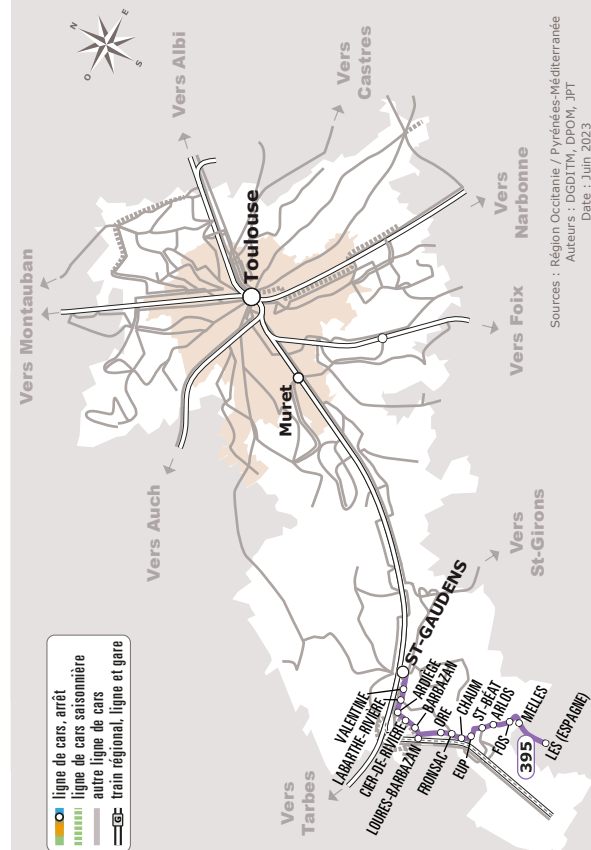 ligne de cars, arrêt
ligne de cars saisonnière
autre ligne de cars
train régional, ligne et gare
G
N
E
S
O
Vers Montauban
Vers Albi
Vers
Castres
Vers
Narbonne
Vers Foix
Vers
St-Girons
Vers
Tarbes
Vers Auch
Toulouse
Muret
ST-GAUDENS
VALENTINE
LABARTHE-RIVIÈRE
ARDIÈGE
CIER-DE-RIVIÈRE
BARBAZAN
LOURES-BARBAZAN
ORE
FRONSAC
CHAUM
EUP
ST-BÉAT
ARLOS
FOS
MELLES
LES (ESPAGNE)
395
Sources : Région Occitanie / Pyrénées-Méditerranée
Auteurs : DGDITM, DPOM, JPT
Date : Juin 2023